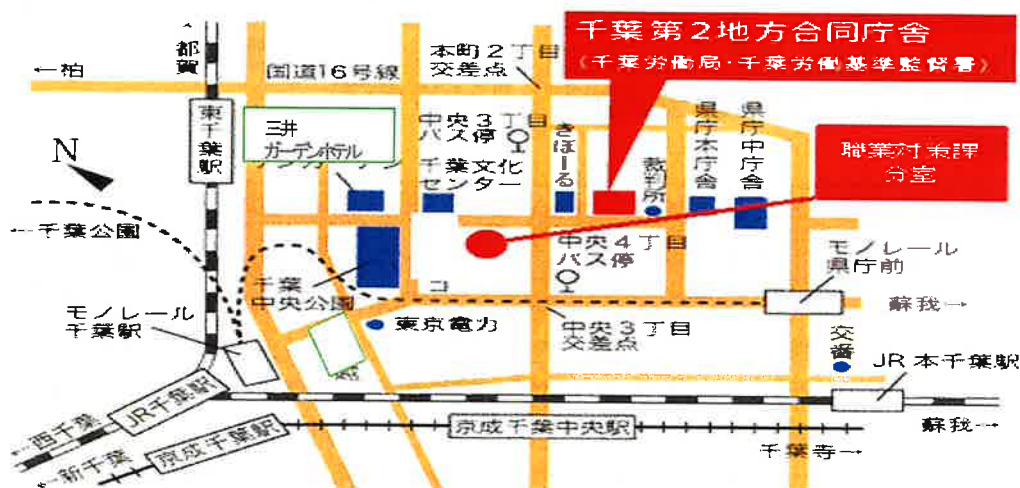 千葉第2地方合同庁舎
《千葉労働局・千葉労働基準監督署》
都賀
←柏
国道16号線
本町2丁目
交差点
東千葉駅
三井
ガーデンホテル
中央3丁目
バス停
千葉文化
センター
きぼーる
裁判所
県庁本庁舎
県庁中庁舎
職業対策課
分室
N
←千葉公園
千葉
中央公園
コ
中央4丁目
バス停
モノレール
県庁前
蘇我→
モノレール
千葉駅
東京電力
中央3丁目
交差点
交番
JR本千葉駅
JR千葉駅
←西千葉
京成千葉駅
←新千葉
京成千葉中央駅
千葉寺→
蘇我→